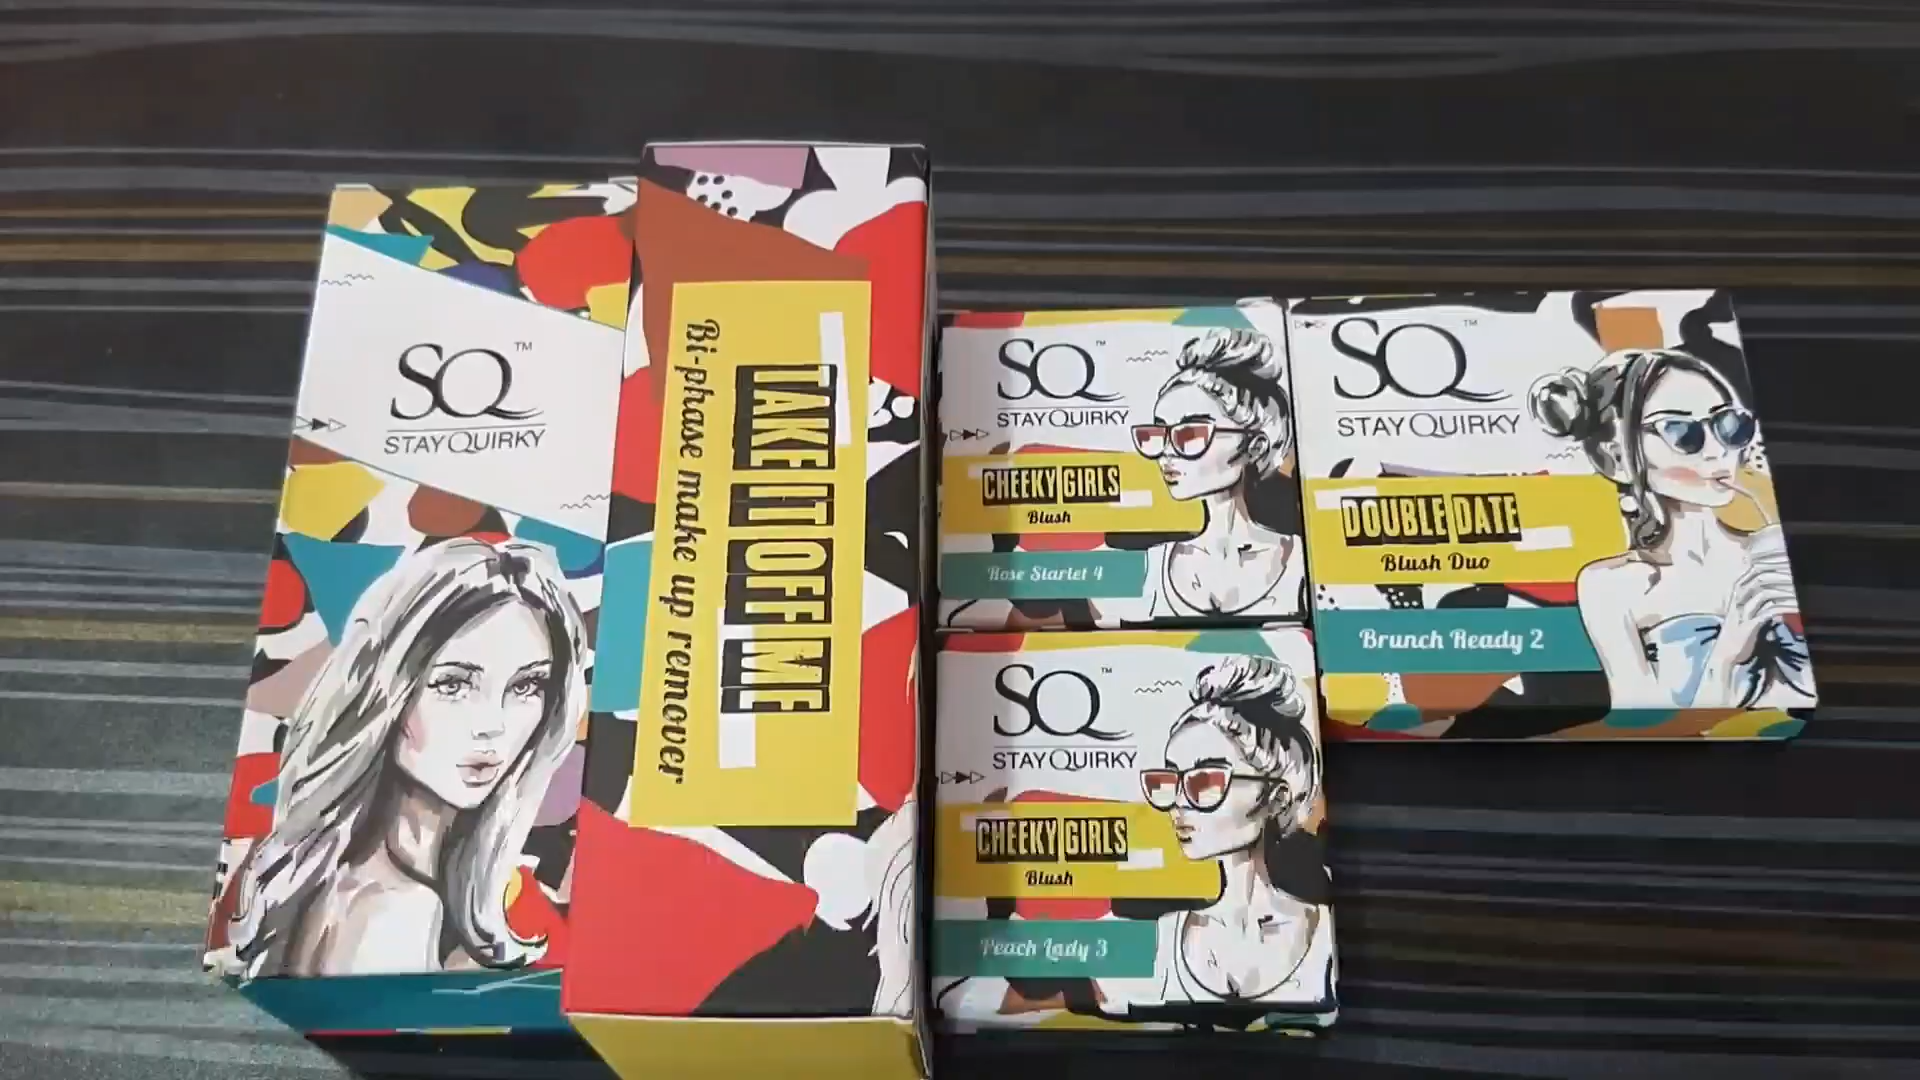 SQ™
STAY QUIRKY
TAKE IT OFF ME
Bi-phase make up remover
SQ™
STAY QUIRKY
CHEEKY GIRLS
Blush
Rose Starlet 4
SQ™
STAY QUIRKY
CHEEKY GIRLS
Blush
Peach Lady 3
SQ™
STAY QUIRKY
DOUBLE DATE
Blush Duo
Brunch Ready 2